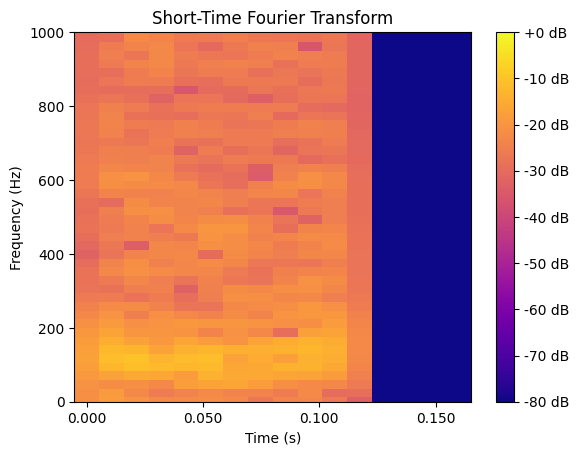 Short-Time Fourier Transform
1000
800
600
400
200
0
Frequency (Hz)
0.000
0.050
0.100
0.150
Time (s)
+0 dB
-10 dB
-20 dB
-30 dB
-40 dB
-50 dB
-60 dB
-70 dB
-80 dB